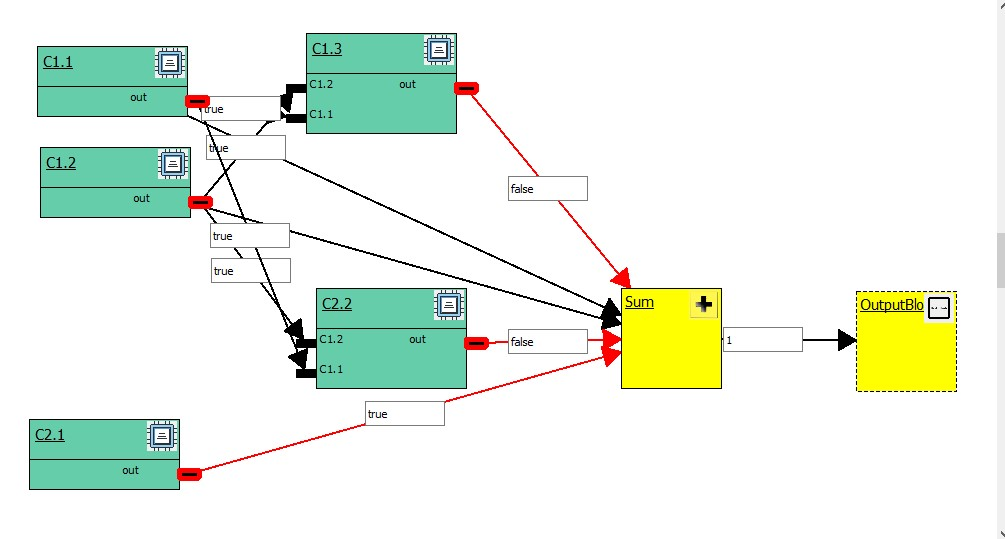 C1.1
out
true
C1.3
C1.2
out
C1.1
true
C1.2
out
false
true
true
C2.2
C1.2
out
C1.1
false
Sum
1
OutputBlo
true
C2.1
out